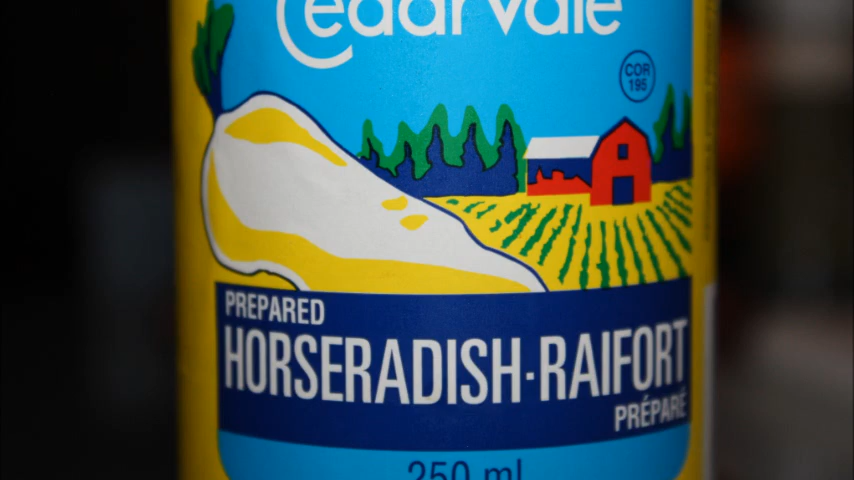 Cedarvale
COR
195
PREPARED
HORSERADISH·RAIFORT
PRÉPARÉ
250 ml